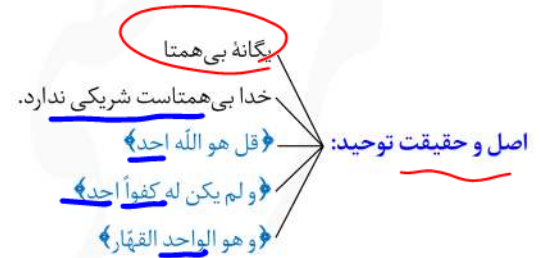 یگانهٔ بی‌همتا
خدا بی‌همتاست شریکی ندارد.
اصل و حقیقت توحید: ﴿قل هو اللّه احد﴾
﴿و لم یکن له کفواً احد﴾
﴿و هو الواحد القهّار﴾